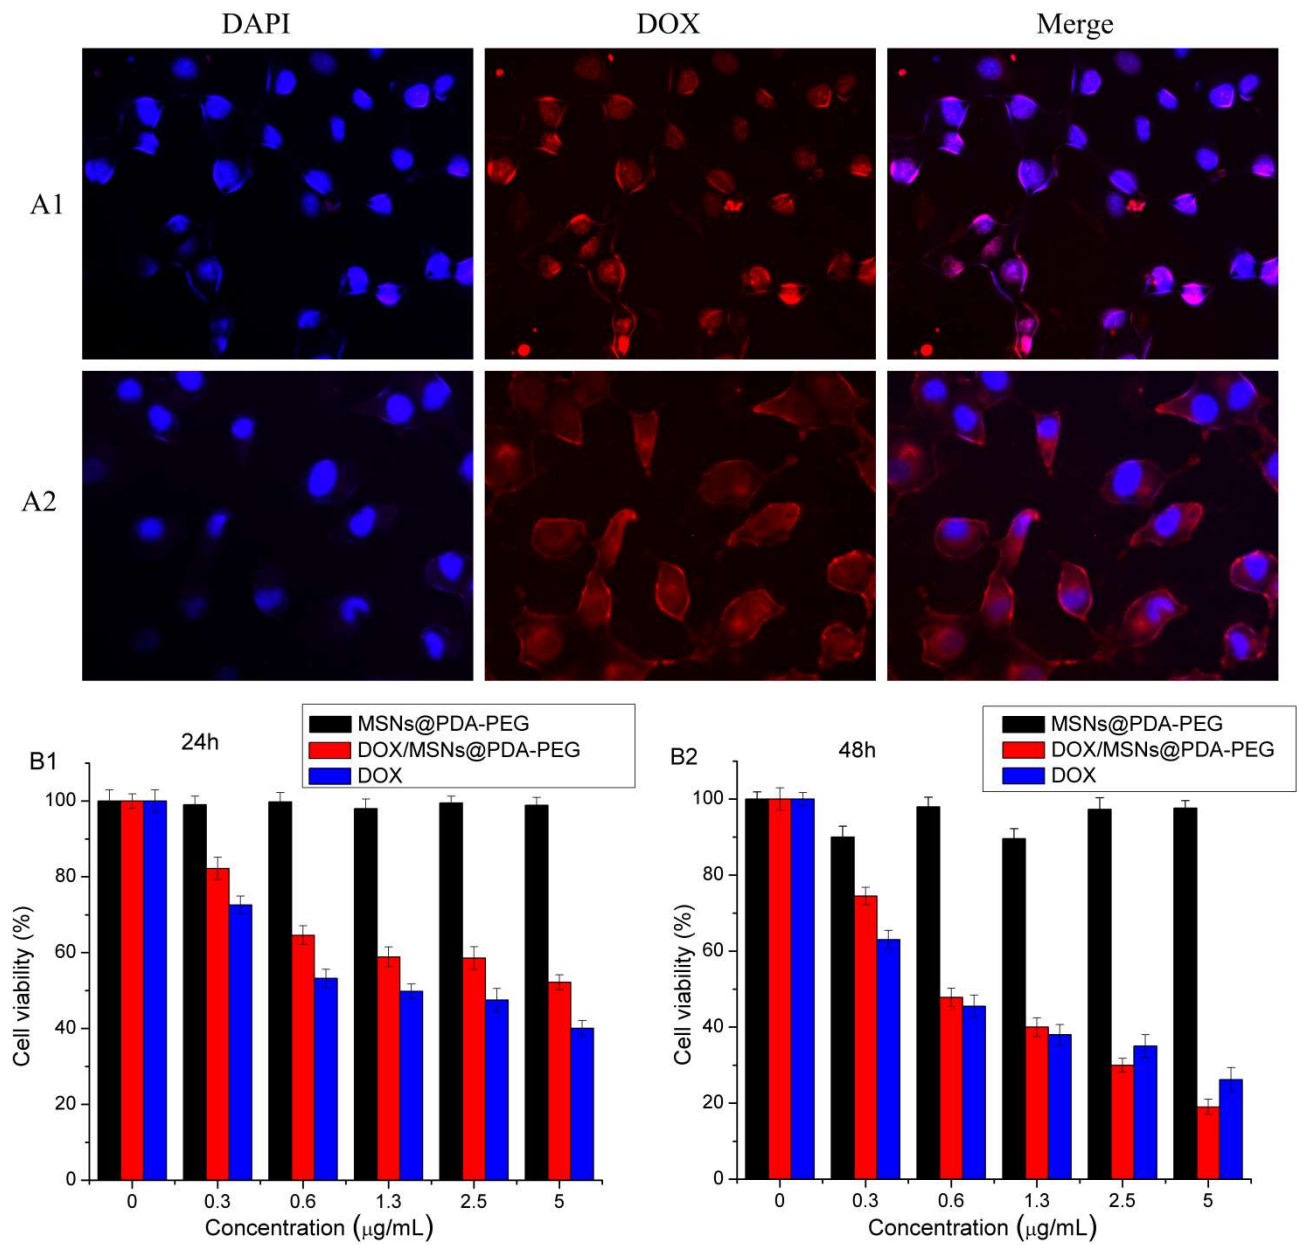 DAPI DOX Merge
A1
A2
B1 24h
MSNs@PDA-PEG
DOX/MSNs@PDA-PEG
DOX
Cell viability (%)
100
80
60
40
20
0
0 0.3 0.6 1.3 2.5 5
Concentration (μg/mL)
B2 48h
MSNs@PDA-PEG
DOX/MSNs@PDA-PEG
DOX
Cell viability (%)
100
80
60
40
20
0
0 0.3 0.6 1.3 2.5 5
Concentration (μg/mL)